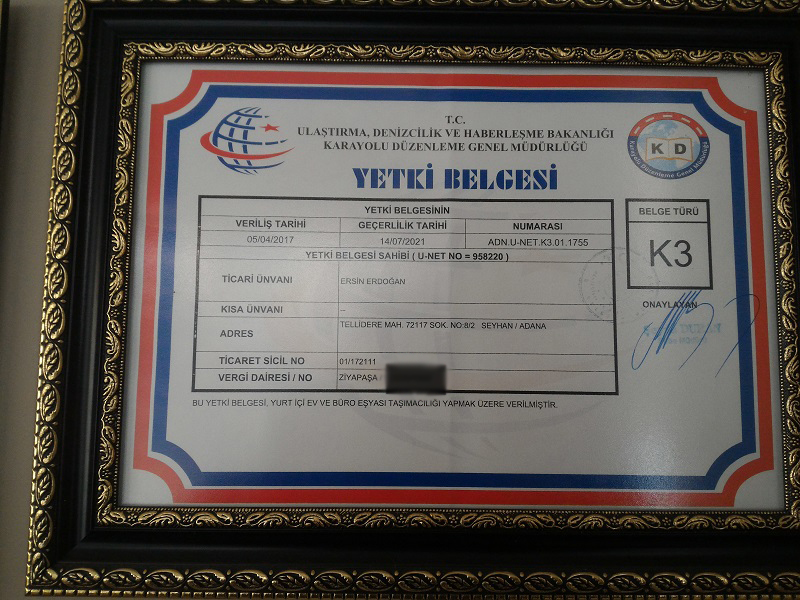 T.C.
ULAŞTIRMA, DENİZCİLİK VE HABERLEŞME BAKANLIĞI
KARAYOLU DÜZENLEME GENEL MÜDÜRLÜĞÜ
KD
Karayolu Düzenleme Genel Müdürlüğü
YETKİ BELGESİ
YETKİ BELGESİNİN
VERİLİŞ TARİHİ GEÇERLİLİK TARİHİ NUMARASI
05/04/2017 14/07/2021 ADN.U-NET.K3.01.1755
YETKİ BELGESİ SAHİBİ ( U-NET NO = 958220 )
TİCARİ ÜNVANI ERSİN ERDOĞAN
KISA ÜNVANI --
ADRES TELLİDERE MAH. 72117 SOK. NO:8/2 SEYHAN / ADANA
TİCARET SİCİL NO 01/172111
VERGİ DAİRESİ / NO ZİYAPAŞA /
BELGE TÜRÜ
K3
ONAYLAYAN
BU YETKİ BELGESİ, YURT İÇİ EV VE BÜRO EŞYASI TAŞIMACILIĞI YAPMAK ÜZERE VERİLMİŞTİR.